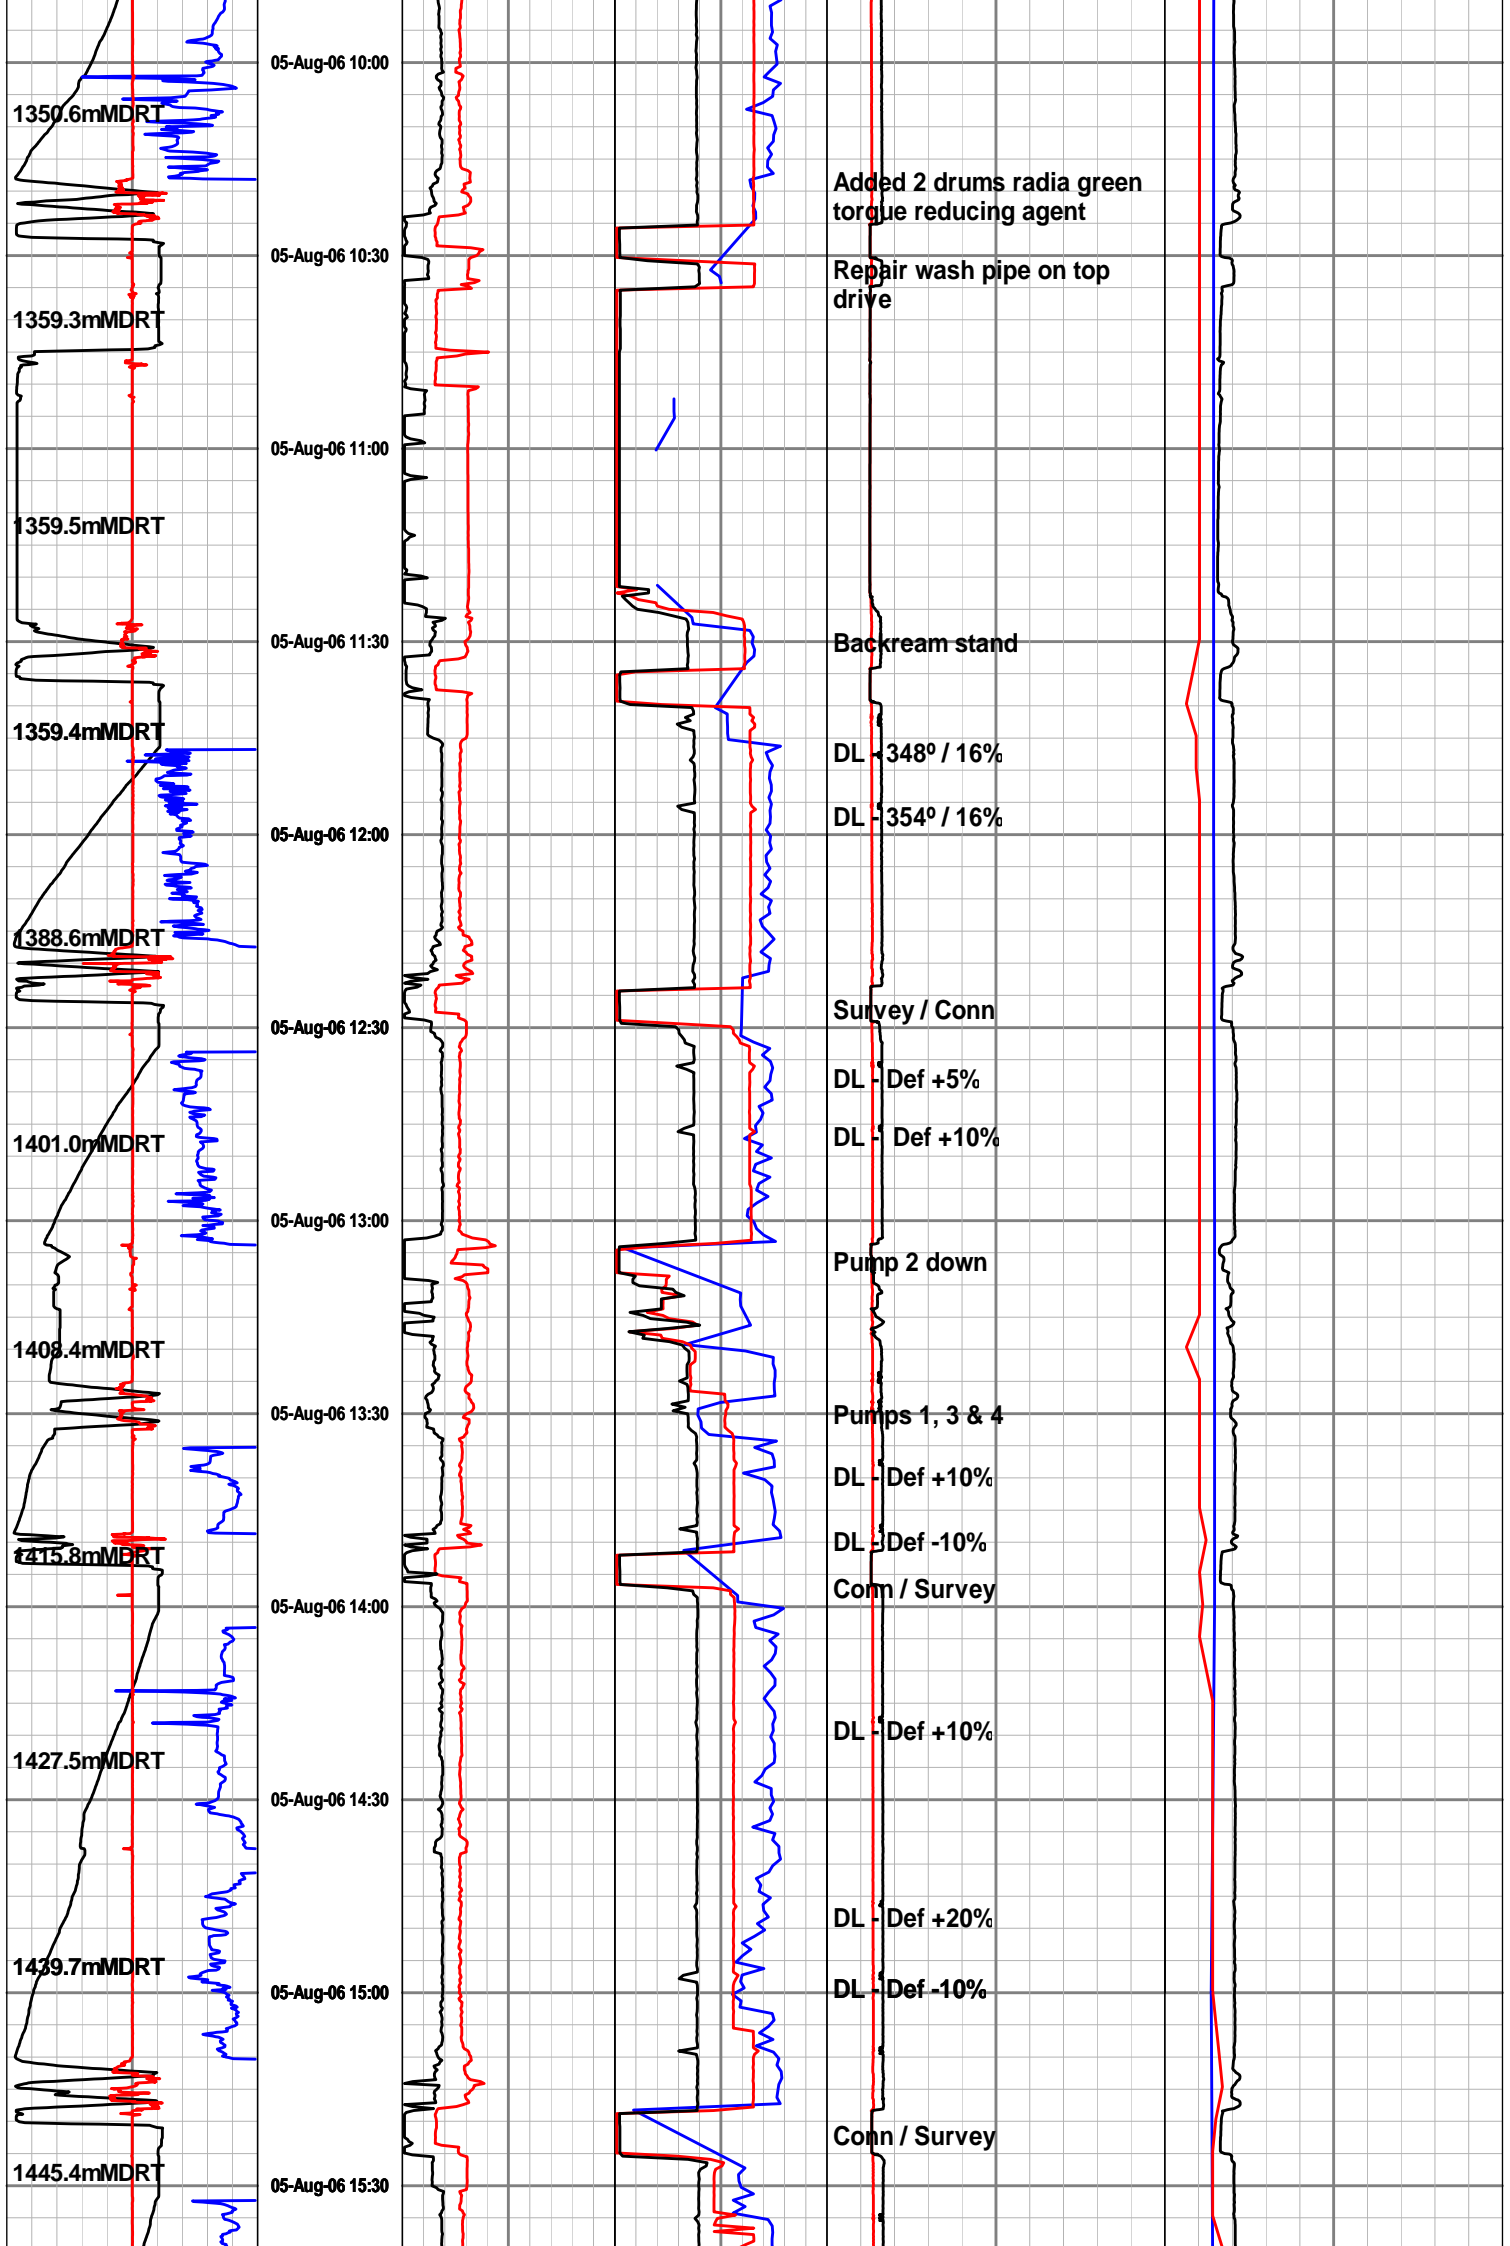 05-Aug-06 10:00
1350.6mMDRT
Added 2 drums radia green
torque reducing agent
05-Aug-06 10:30
Repair wash pipe on top
drive
1359.3mMDRT
05-Aug-06 11:00
1359.5mMDRT
05-Aug-06 11:30
Backream stand
1359.4mMDRT
DL - 348º / 16%
DL - 354º / 16%
05-Aug-06 12:00
1388.6mMDRT
Survey / Conn
05-Aug-06 12:30
DL - Def +5%
DL - Def +10%
1401.0mMDRT
05-Aug-06 13:00
Pump 2 down
1408.4mMDRT
05-Aug-06 13:30
Pumps 1, 3 & 4
DL - Def +10%
DL - Def -10%
1415.8mMDRT
Conn / Survey
05-Aug-06 14:00
DL - Def +10%
1427.5mMDRT
05-Aug-06 14:30
DL - Def +20%
1439.7mMDRT
DL - Def -10%
05-Aug-06 15:00
Conn / Survey
1445.4mMDRT
05-Aug-06 15:30